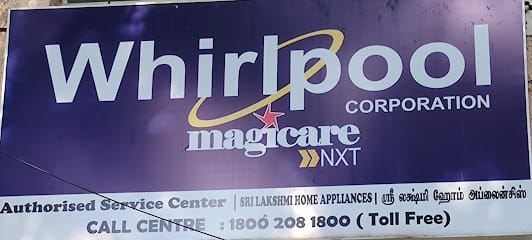 Whirlpool
CORPORATION
magicare
NXT
Authorised Service Center | SRI LAKSHMI HOME APPLIANCES | ஸ்ரீ லக்ஷ்மி ஹோம் அப்லைன்சிஸ்
CALL CENTRE : 1800 208 1800 ( Toll Free)